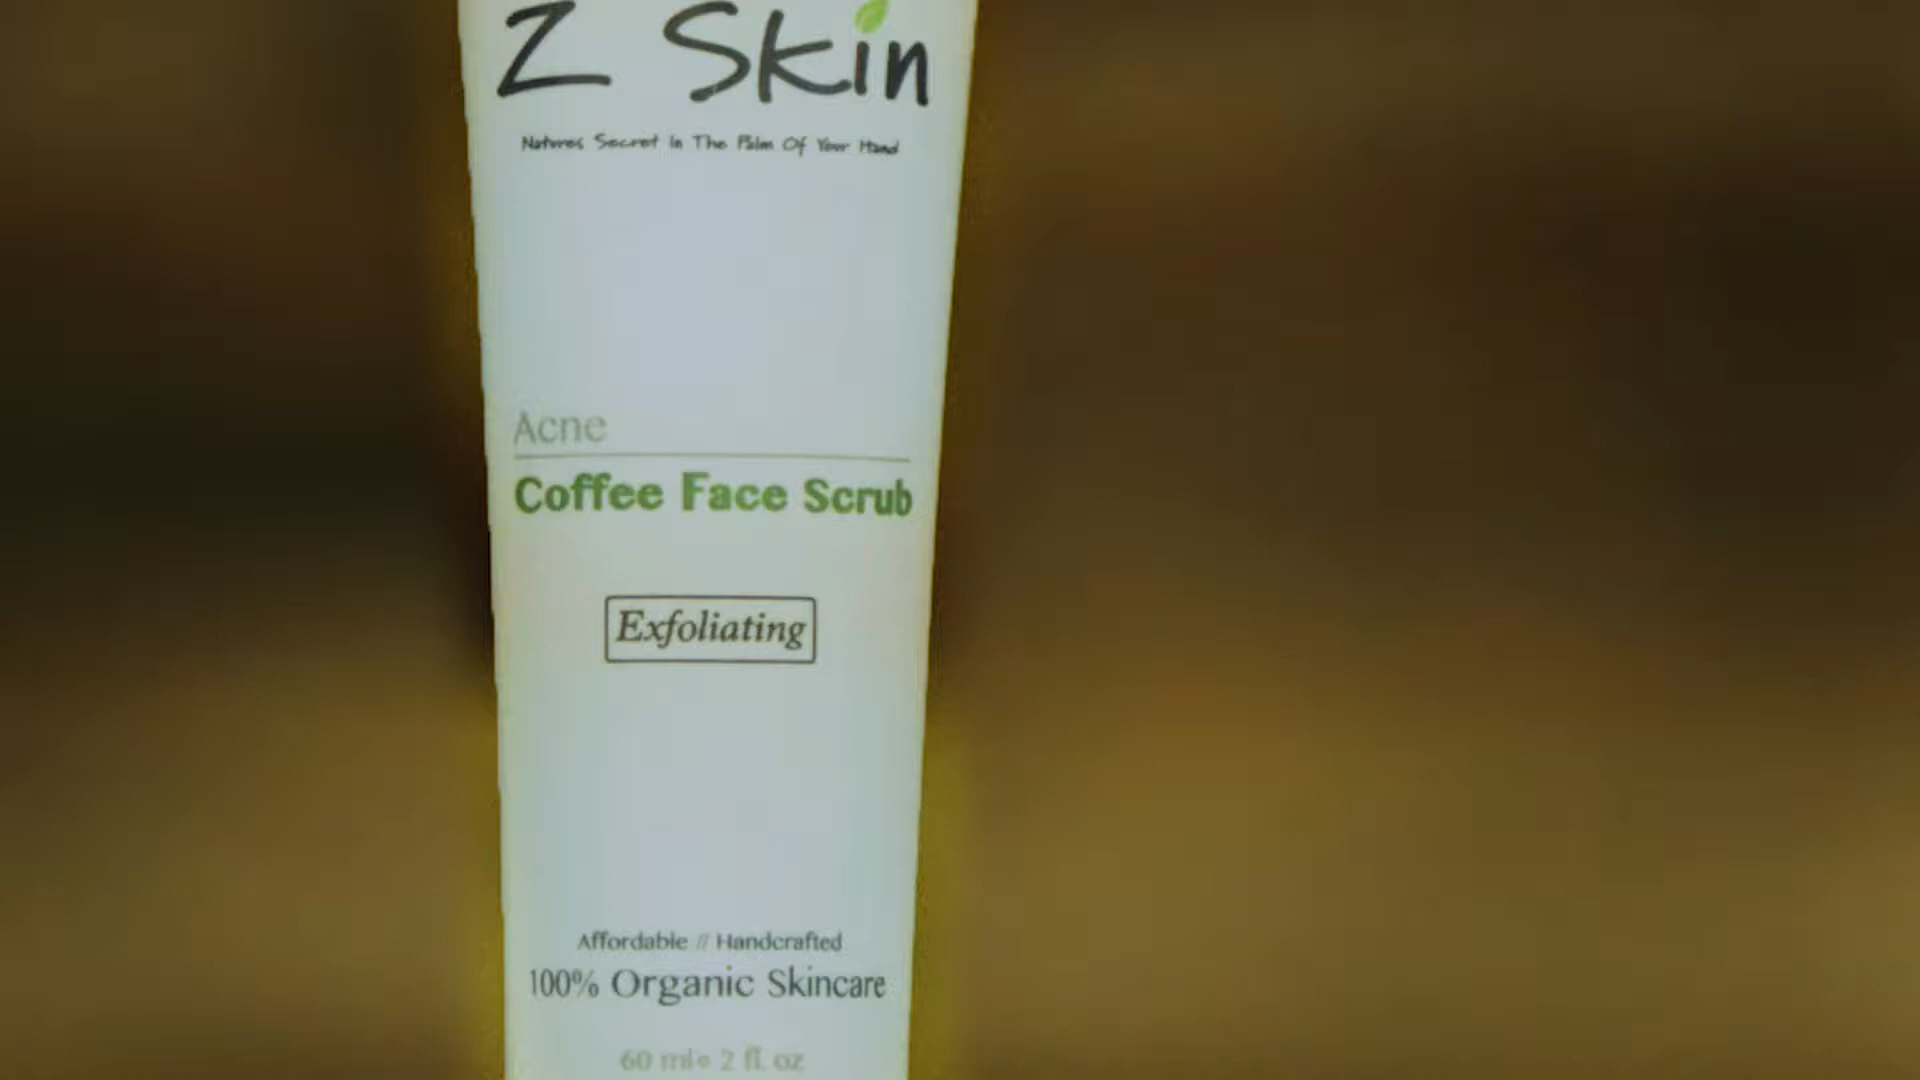 Z Skin
Natures Secret In The Palm Of Your Hand
Acne
Coffee Face Scrub
Exfoliating
Affordable // Handcrafted
100% Organic Skincare
60 ml • 2 fl. oz